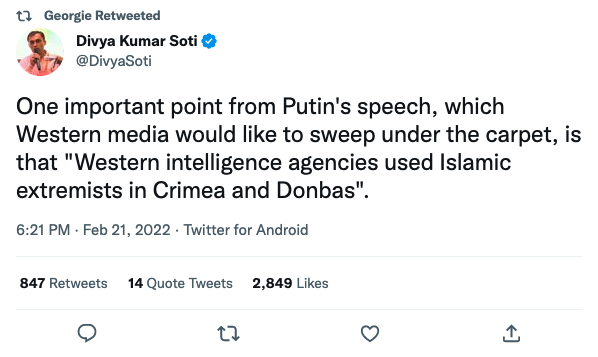 Georgie Retweeted
Divya Kumar Soti
@DivyaSoti
One important point from Putin's speech, which
Western media would like to sweep under the carpet, is
that "Western intelligence agencies used Islamic
extremists in Crimea and Donbas".
6:21 PM · Feb 21, 2022 · Twitter for Android
847 Retweets 14 Quote Tweets 2,849 Likes